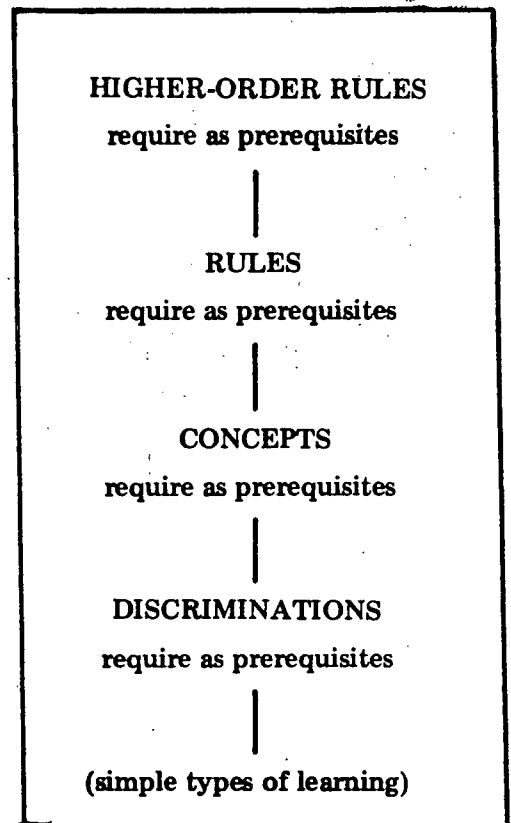 HIGHER-ORDER RULES
require as prerequisites
RULES
require as prerequisites
CONCEPTS
require as prerequisites
DISCRIMINATIONS
require as prerequisites
(simple types of learning)